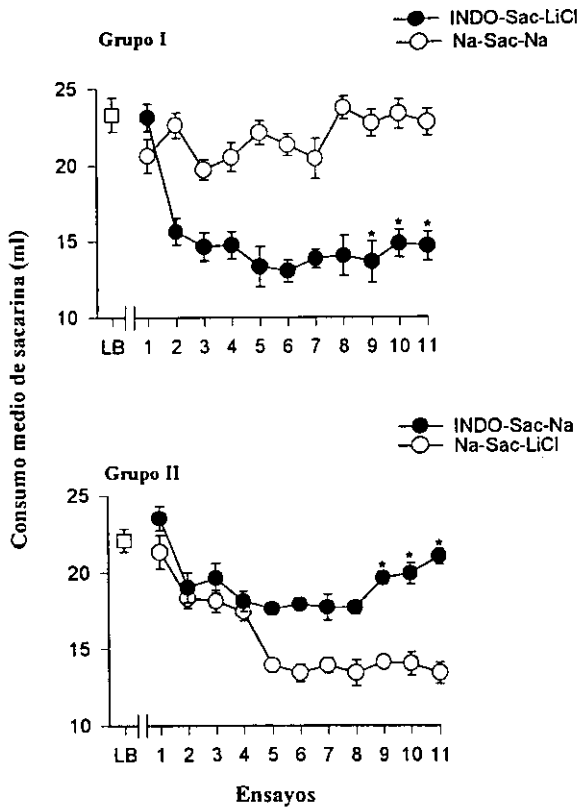 INDO-Sac-LiCl
Grupo I
Na-Sac-Na
25
20
15
10
LB 1 2 3 4 5 6 7 8 9 10 11
* * *
Consumo medio de sacarina (ml)
INDO-Sac-Na
Na-Sac-LiCl
Grupo II
25
20
15
10
LB 1 2 3 4 5 6 7 8 9 10 11
* * *
Ensayos